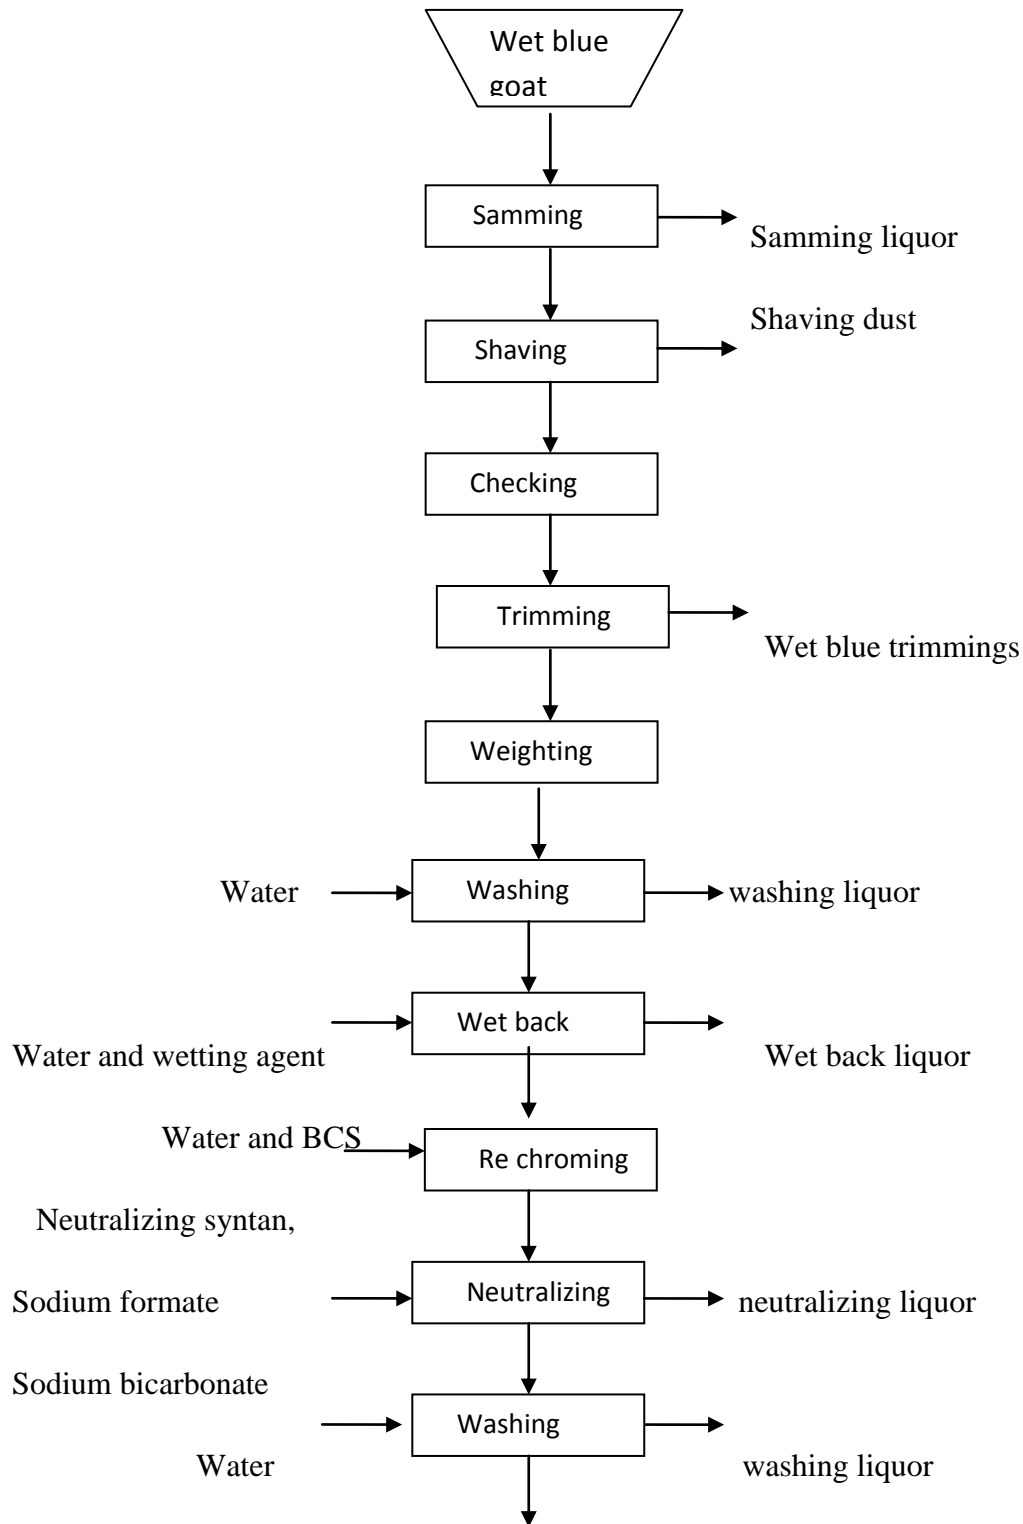 Wet blue
goat
Samming
Samming liquor
Shaving dust
Shaving
Checking
Trimming
Wet blue trimmings
Weighting
Water
Washing
washing liquor
Wet back
Water and wetting agent
Wet back liquor
Water and BCS
Re chroming
Neutralizing syntan,
Neutralizing
Sodium formate
neutralizing liquor
Sodium bicarbonate
Washing
Water
washing liquor